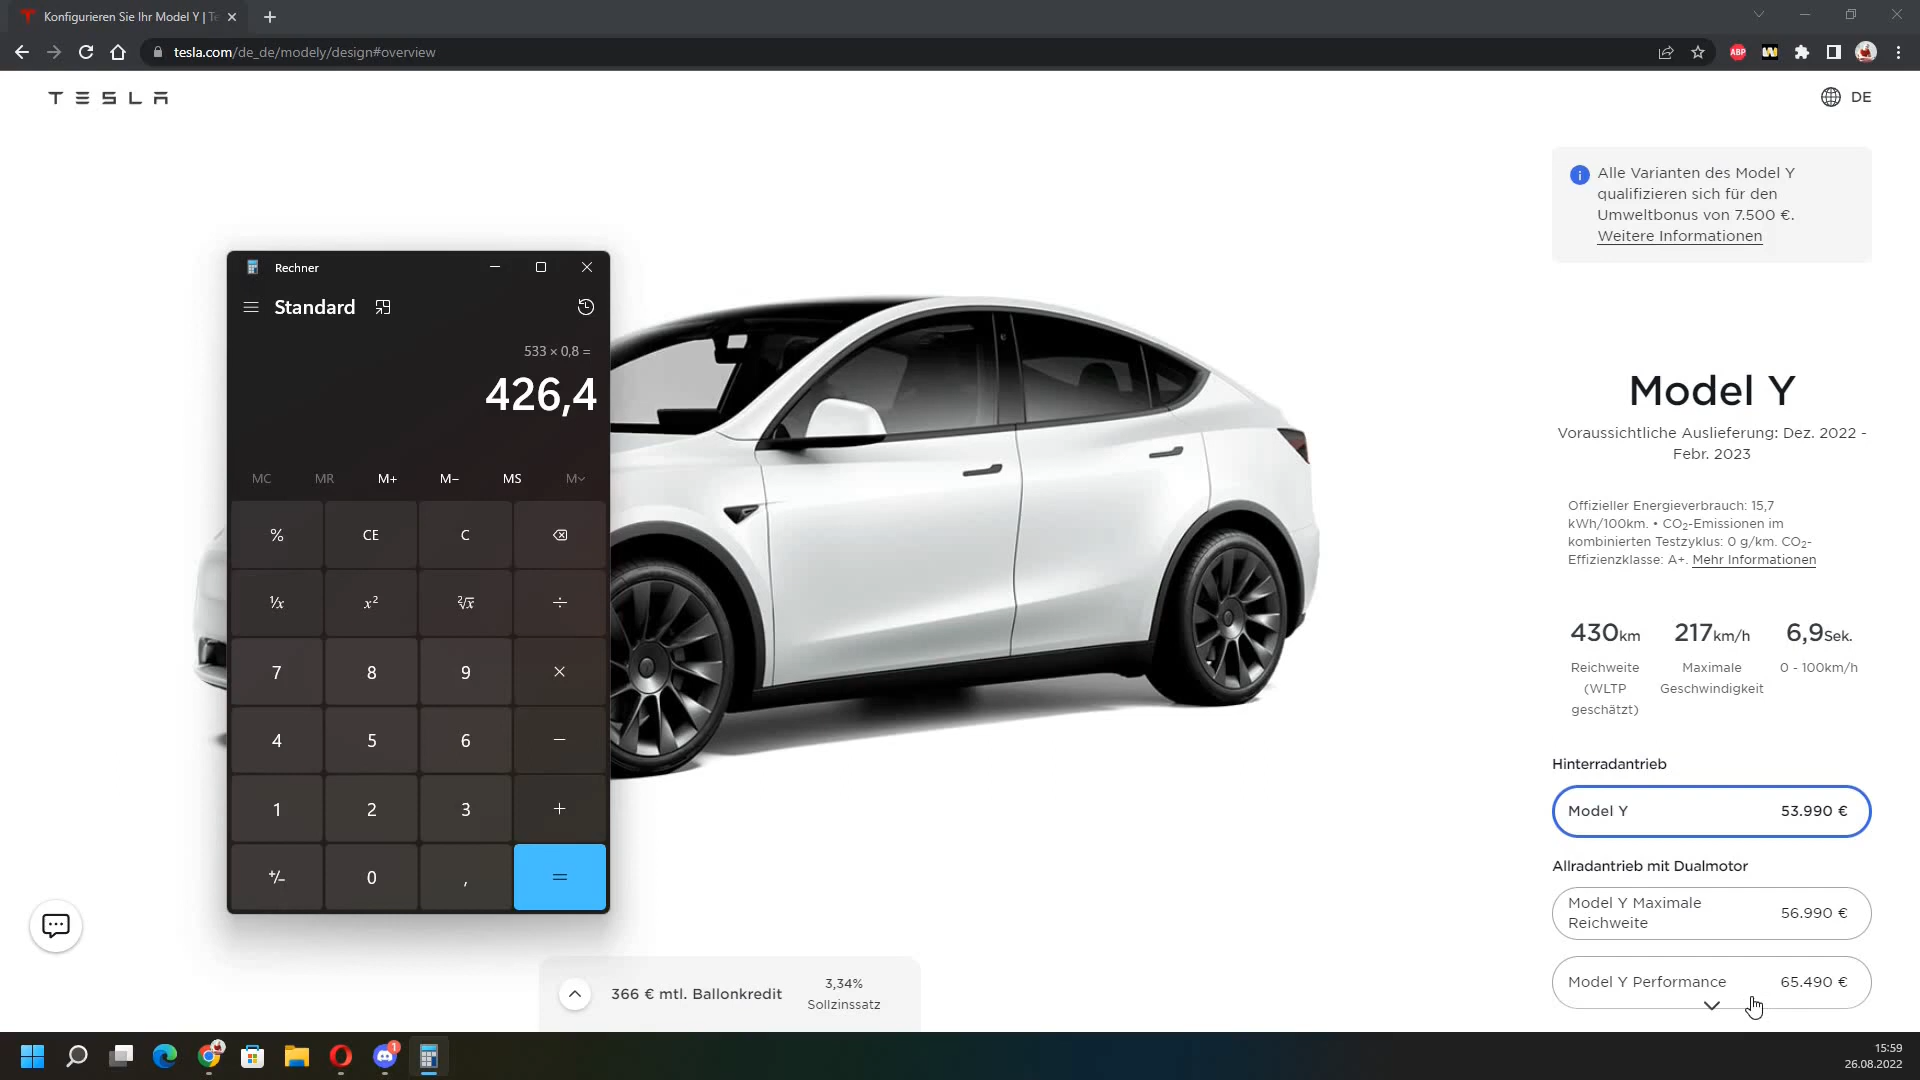 Konfigurieren Sie Ihr Model Y | Te
tesla.com/de_de/modely/design#overview
ABP
TESLA
DE
Alle Varianten des Model Y
qualifizieren sich für den
Umweltbonus von 7.500 €.
Weitere Informationen
Rechner
Standard
533 × 0,8 =
426,4
MC MR M+ M− MS M
% CE C
⅟x x² ²√x ÷
7 8 9 ×
4 5 6 −
1 2 3 +
+/− 0 , =
Model Y
Voraussichtliche Auslieferung: Dez. 2022 -
Febr. 2023
Offizieller Energieverbrauch: 15,7
kWh/100km. • CO₂-Emissionen im
kombinierten Testzyklus: 0 g/km. CO₂-
Effizienzklasse: A+. Mehr Informationen
430km 217km/h 6,9Sek.
Reichweite Maximale 0 - 100km/h
(WLTP Geschwindigkeit
geschätzt)
Hinterradantrieb
Model Y 53.990 €
Allradantrieb mit Dualmotor
Model Y Maximale
Reichweite 56.990 €
Model Y Performance 65.490 €
366 € mtl. Ballonkredit
3,34%
Sollzinssatz
1
15:59
26.08.2022